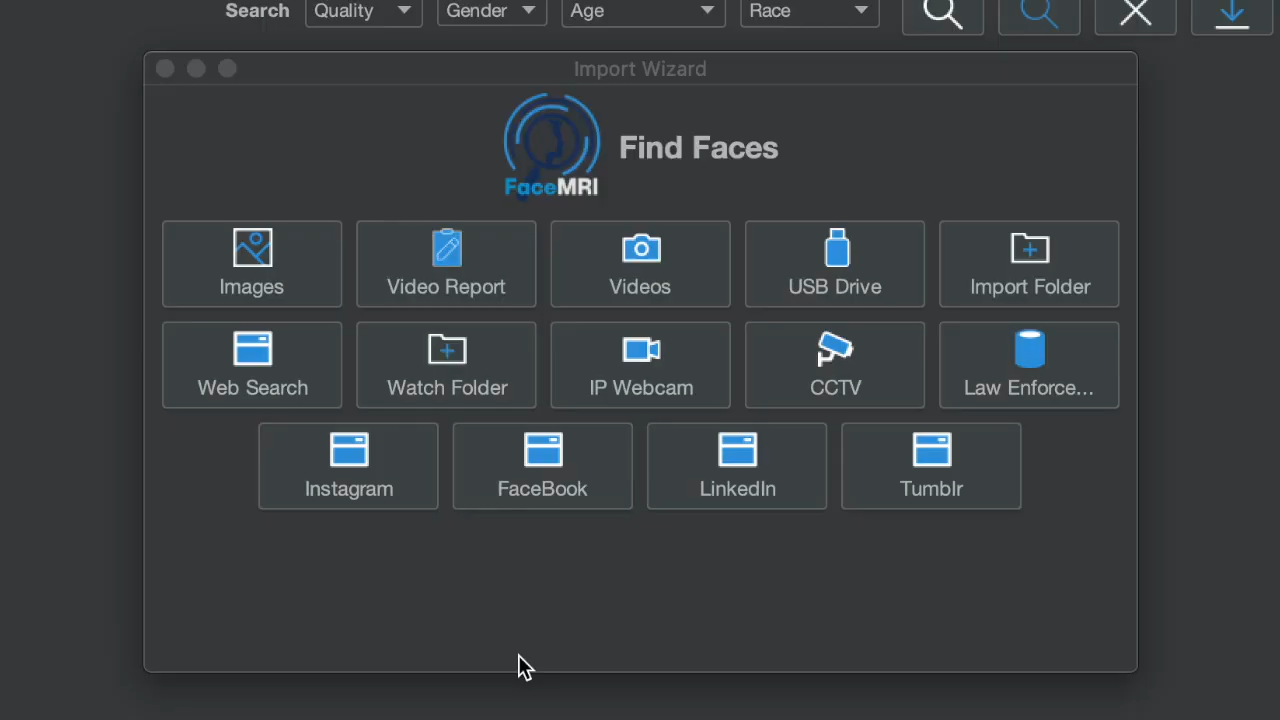 Search Quality Gender Age Race
Import Wizard
FaceMRI
Find Faces
Images Video Report Videos USB Drive Import Folder
Web Search Watch Folder IP Webcam CCTV Law Enforce...
Instagram FaceBook LinkedIn Tumblr